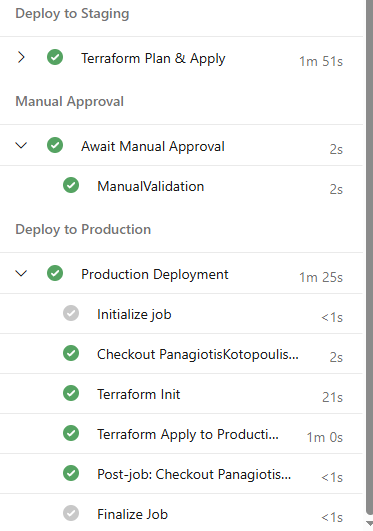 Deploy to Staging
Terraform Plan & Apply 1m 51s
Manual Approval
Await Manual Approval 2s
ManualValidation 2s
Deploy to Production
Production Deployment 1m 25s
Initialize job <1s
Checkout PanagiotisKotopoulis... 2s
Terraform Init 21s
Terraform Apply to Producti... 1m 0s
Post-job: Checkout Panagiotis... <1s
Finalize Job <1s